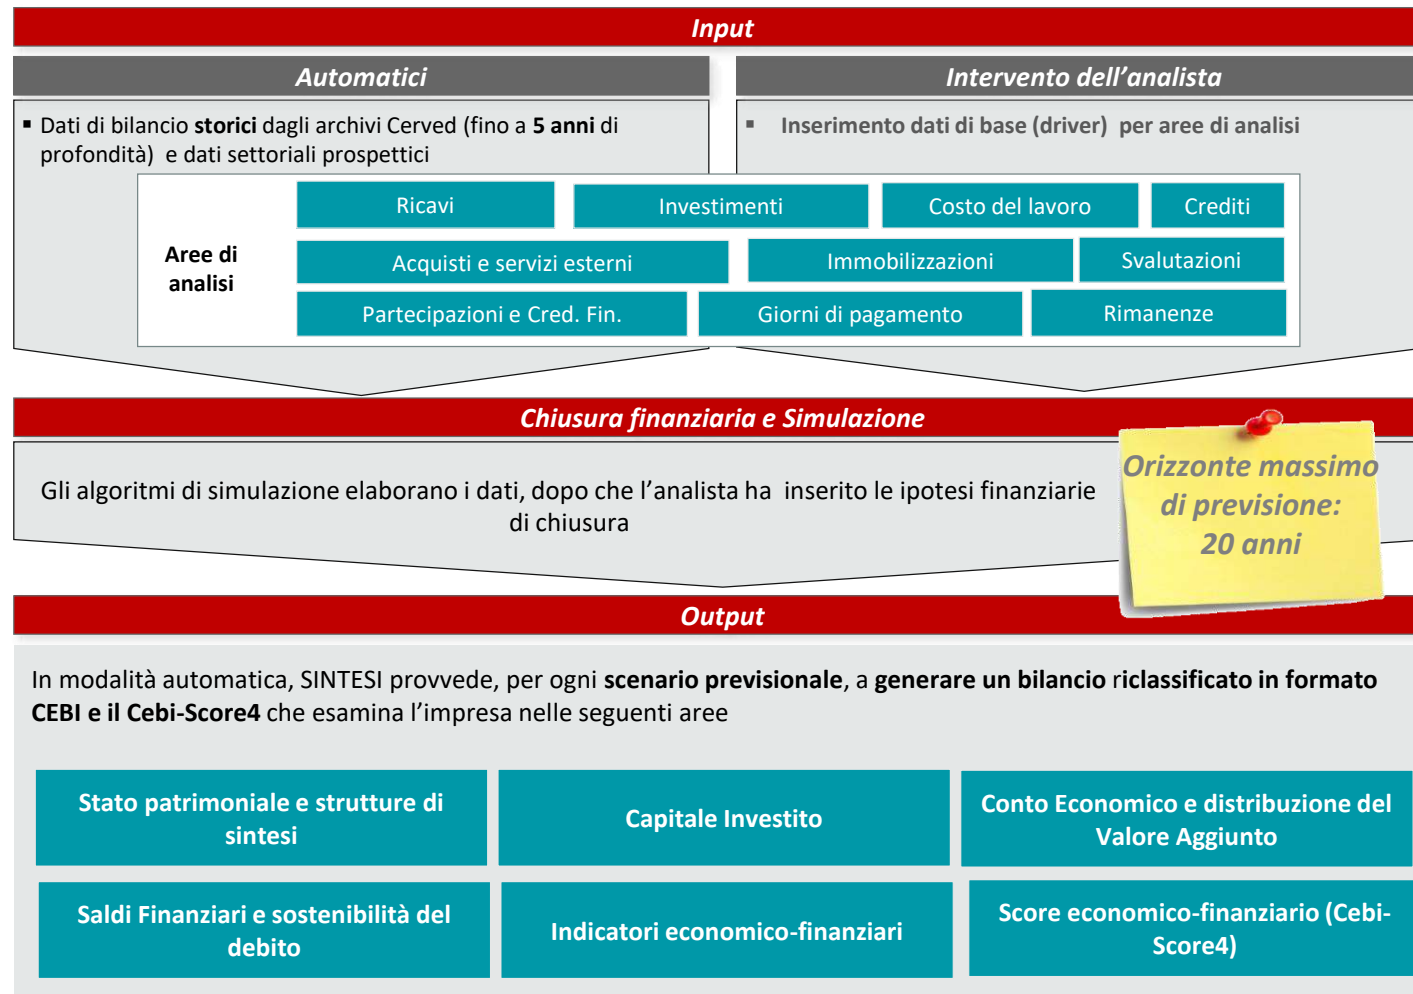 Input
Automatici
Intervento dell'analista
▪ Dati di bilancio storici dagli archivi Cerved (fino a 5 anni di
profondità) e dati settoriali prospettici
▪ Inserimento dati di base (driver) per aree di analisi
Aree di
analisi
Ricavi
Investimenti
Costo del lavoro
Crediti
Acquisti e servizi esterni
Immobilizzazioni
Svalutazioni
Partecipazioni e Cred. Fin.
Giorni di pagamento
Rimanenze
Chiusura finanziaria e Simulazione
Gli algoritmi di simulazione elaborano i dati, dopo che l'analista ha inserito le ipotesi finanziarie
di chiusura
Orizzonte massimo
di previsione:
20 anni
Output
In modalità automatica, SINTESI provvede, per ogni scenario previsionale, a generare un bilancio riclassificato in formato
CEBI e il Cebi-Score4 che esamina l'impresa nelle seguenti aree
Stato patrimoniale e strutture di
sintesi
Capitale Investito
Conto Economico e distribuzione del
Valore Aggiunto
Saldi Finanziari e sostenibilità del
debito
Indicatori economico-finanziari
Score economico-finanziario (Cebi-
Score4)